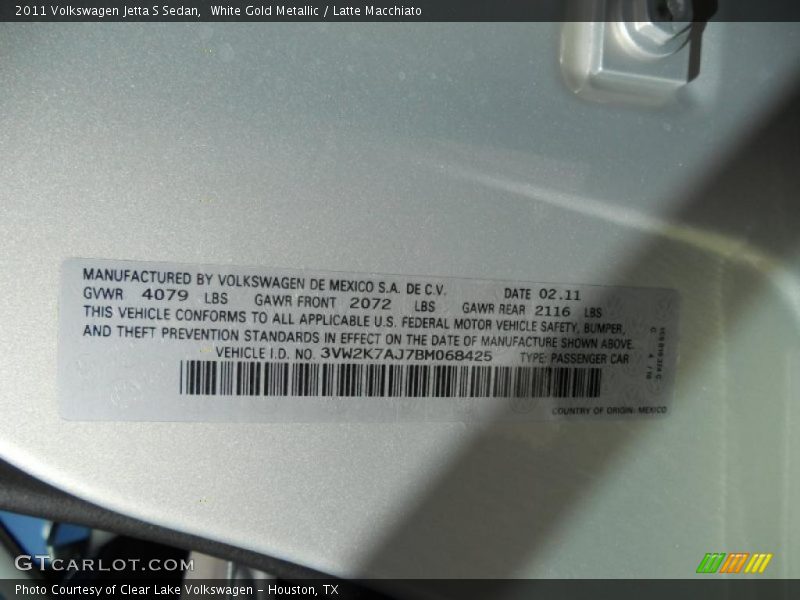 2011 Volkswagen Jetta S Sedan, White Gold Metallic / Latte Macchiato
MANUFACTURED BY VOLKSWAGEN DE MEXICO S.A. DE C.V. DATE 02.11
GVWR 4079 LBS GAWR FRONT 2072 LBS GAWR REAR 2116 LBS
THIS VEHICLE CONFORMS TO ALL APPLICABLE U.S. FEDERAL MOTOR VEHICLE SAFETY, BUMPER,
AND THEFT PREVENTION STANDARDS IN EFFECT ON THE DATE OF MANUFACTURE SHOWN ABOVE.
VEHICLE I.D. NO. 3VW2K7AJ7BM068425 TYPE: PASSENGER CAR
COUNTRY OF ORIGIN: MEXICO
GTCARLOT.COM
Photo Courtesy of Clear Lake Volkswagen - Houston, TX